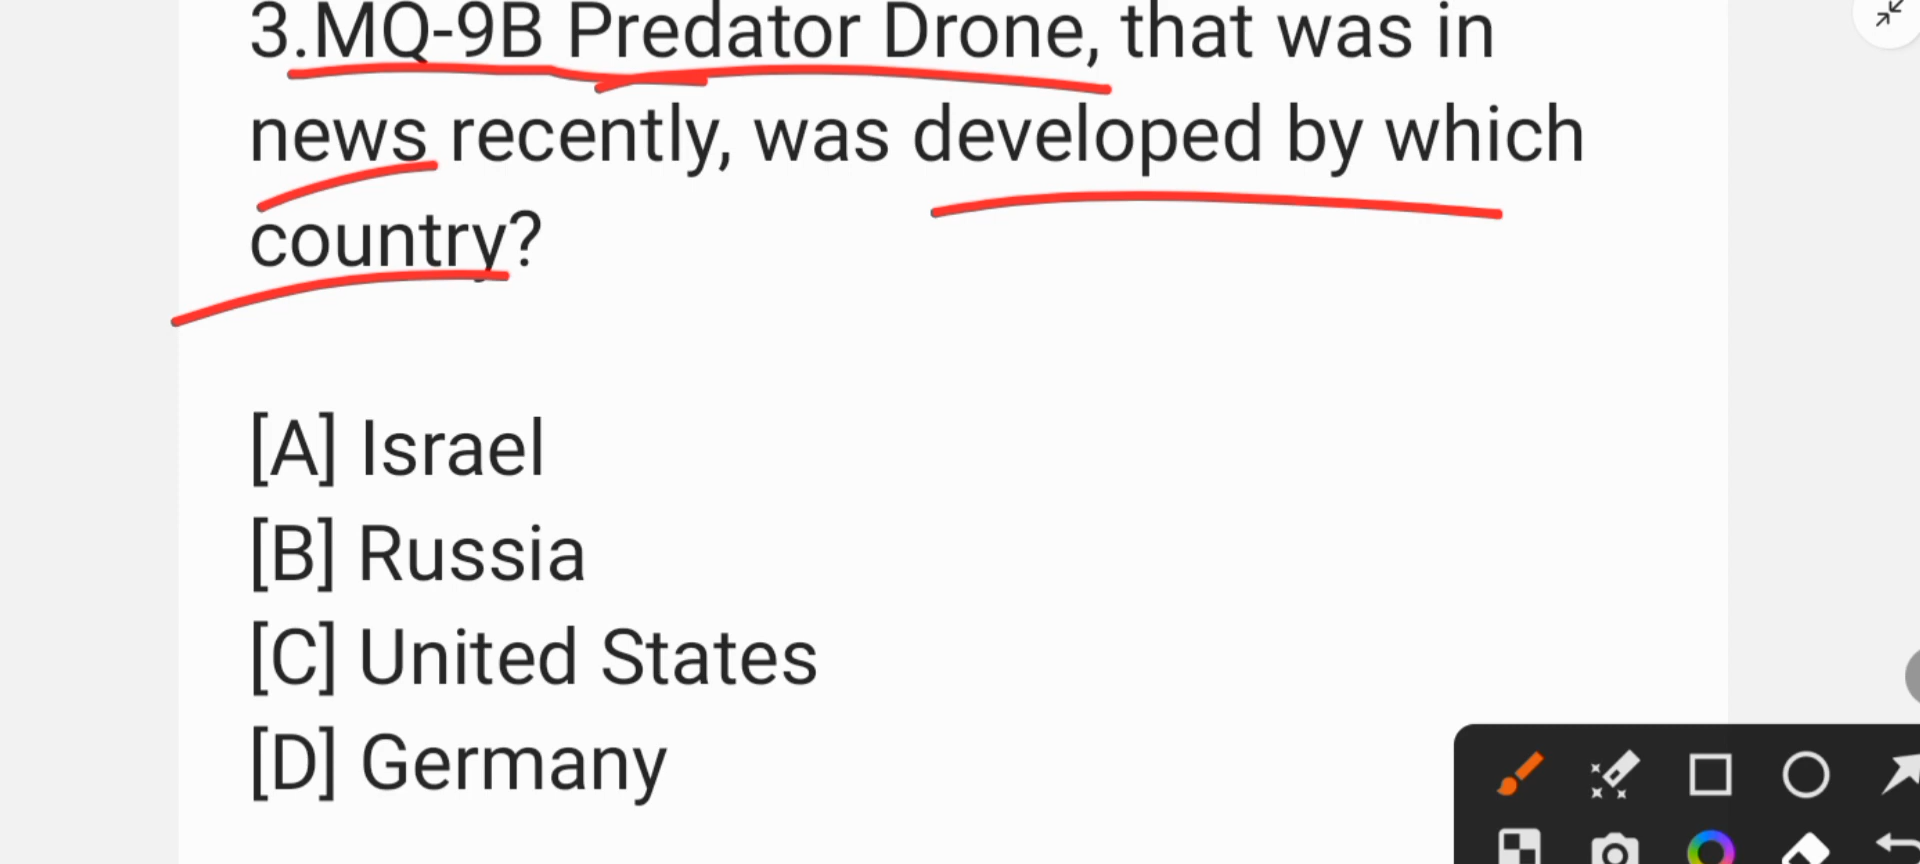 3.MQ-9B Predator Drone, that was in
news recently, was developed by which
country?
[A] Israel
[B] Russia
[C] United States
[D] Germany